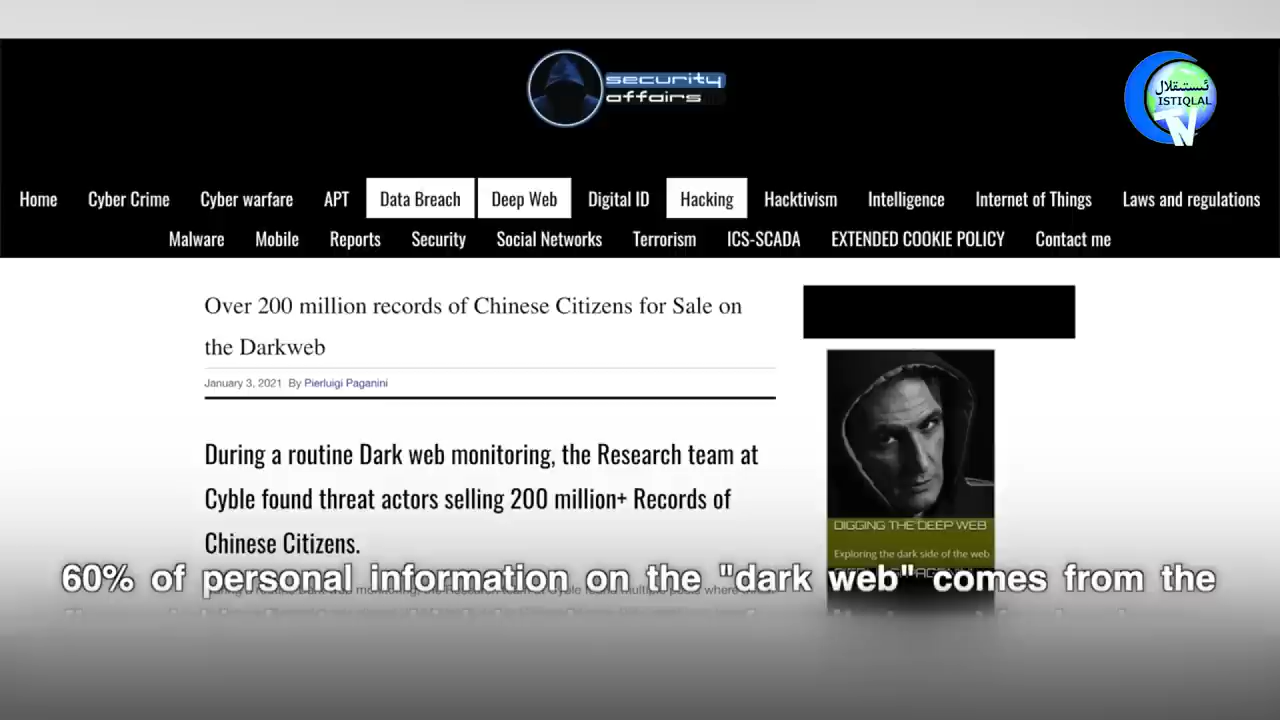 security
affairs
ئىستىقلال
ISTIQLAL
TV
Home Cyber Crime Cyber warfare APT Data Breach Deep Web Digital ID Hacking Hacktivism Intelligence Internet of Things Laws and regulations
Malware Mobile Reports Security Social Networks Terrorism ICS-SCADA EXTENDED COOKIE POLICY Contact me
Over 200 million records of Chinese Citizens for Sale on
the Darkweb
January 3, 2021 By Pierluigi Paganini
During a routine Dark web monitoring, the Research team at
Cyble found threat actors selling 200 million+ Records of
Chinese Citizens.
DIGGING THE DEEP WEB
Exploring the dark side of the web
60% of personal information on the "dark web" comes from the